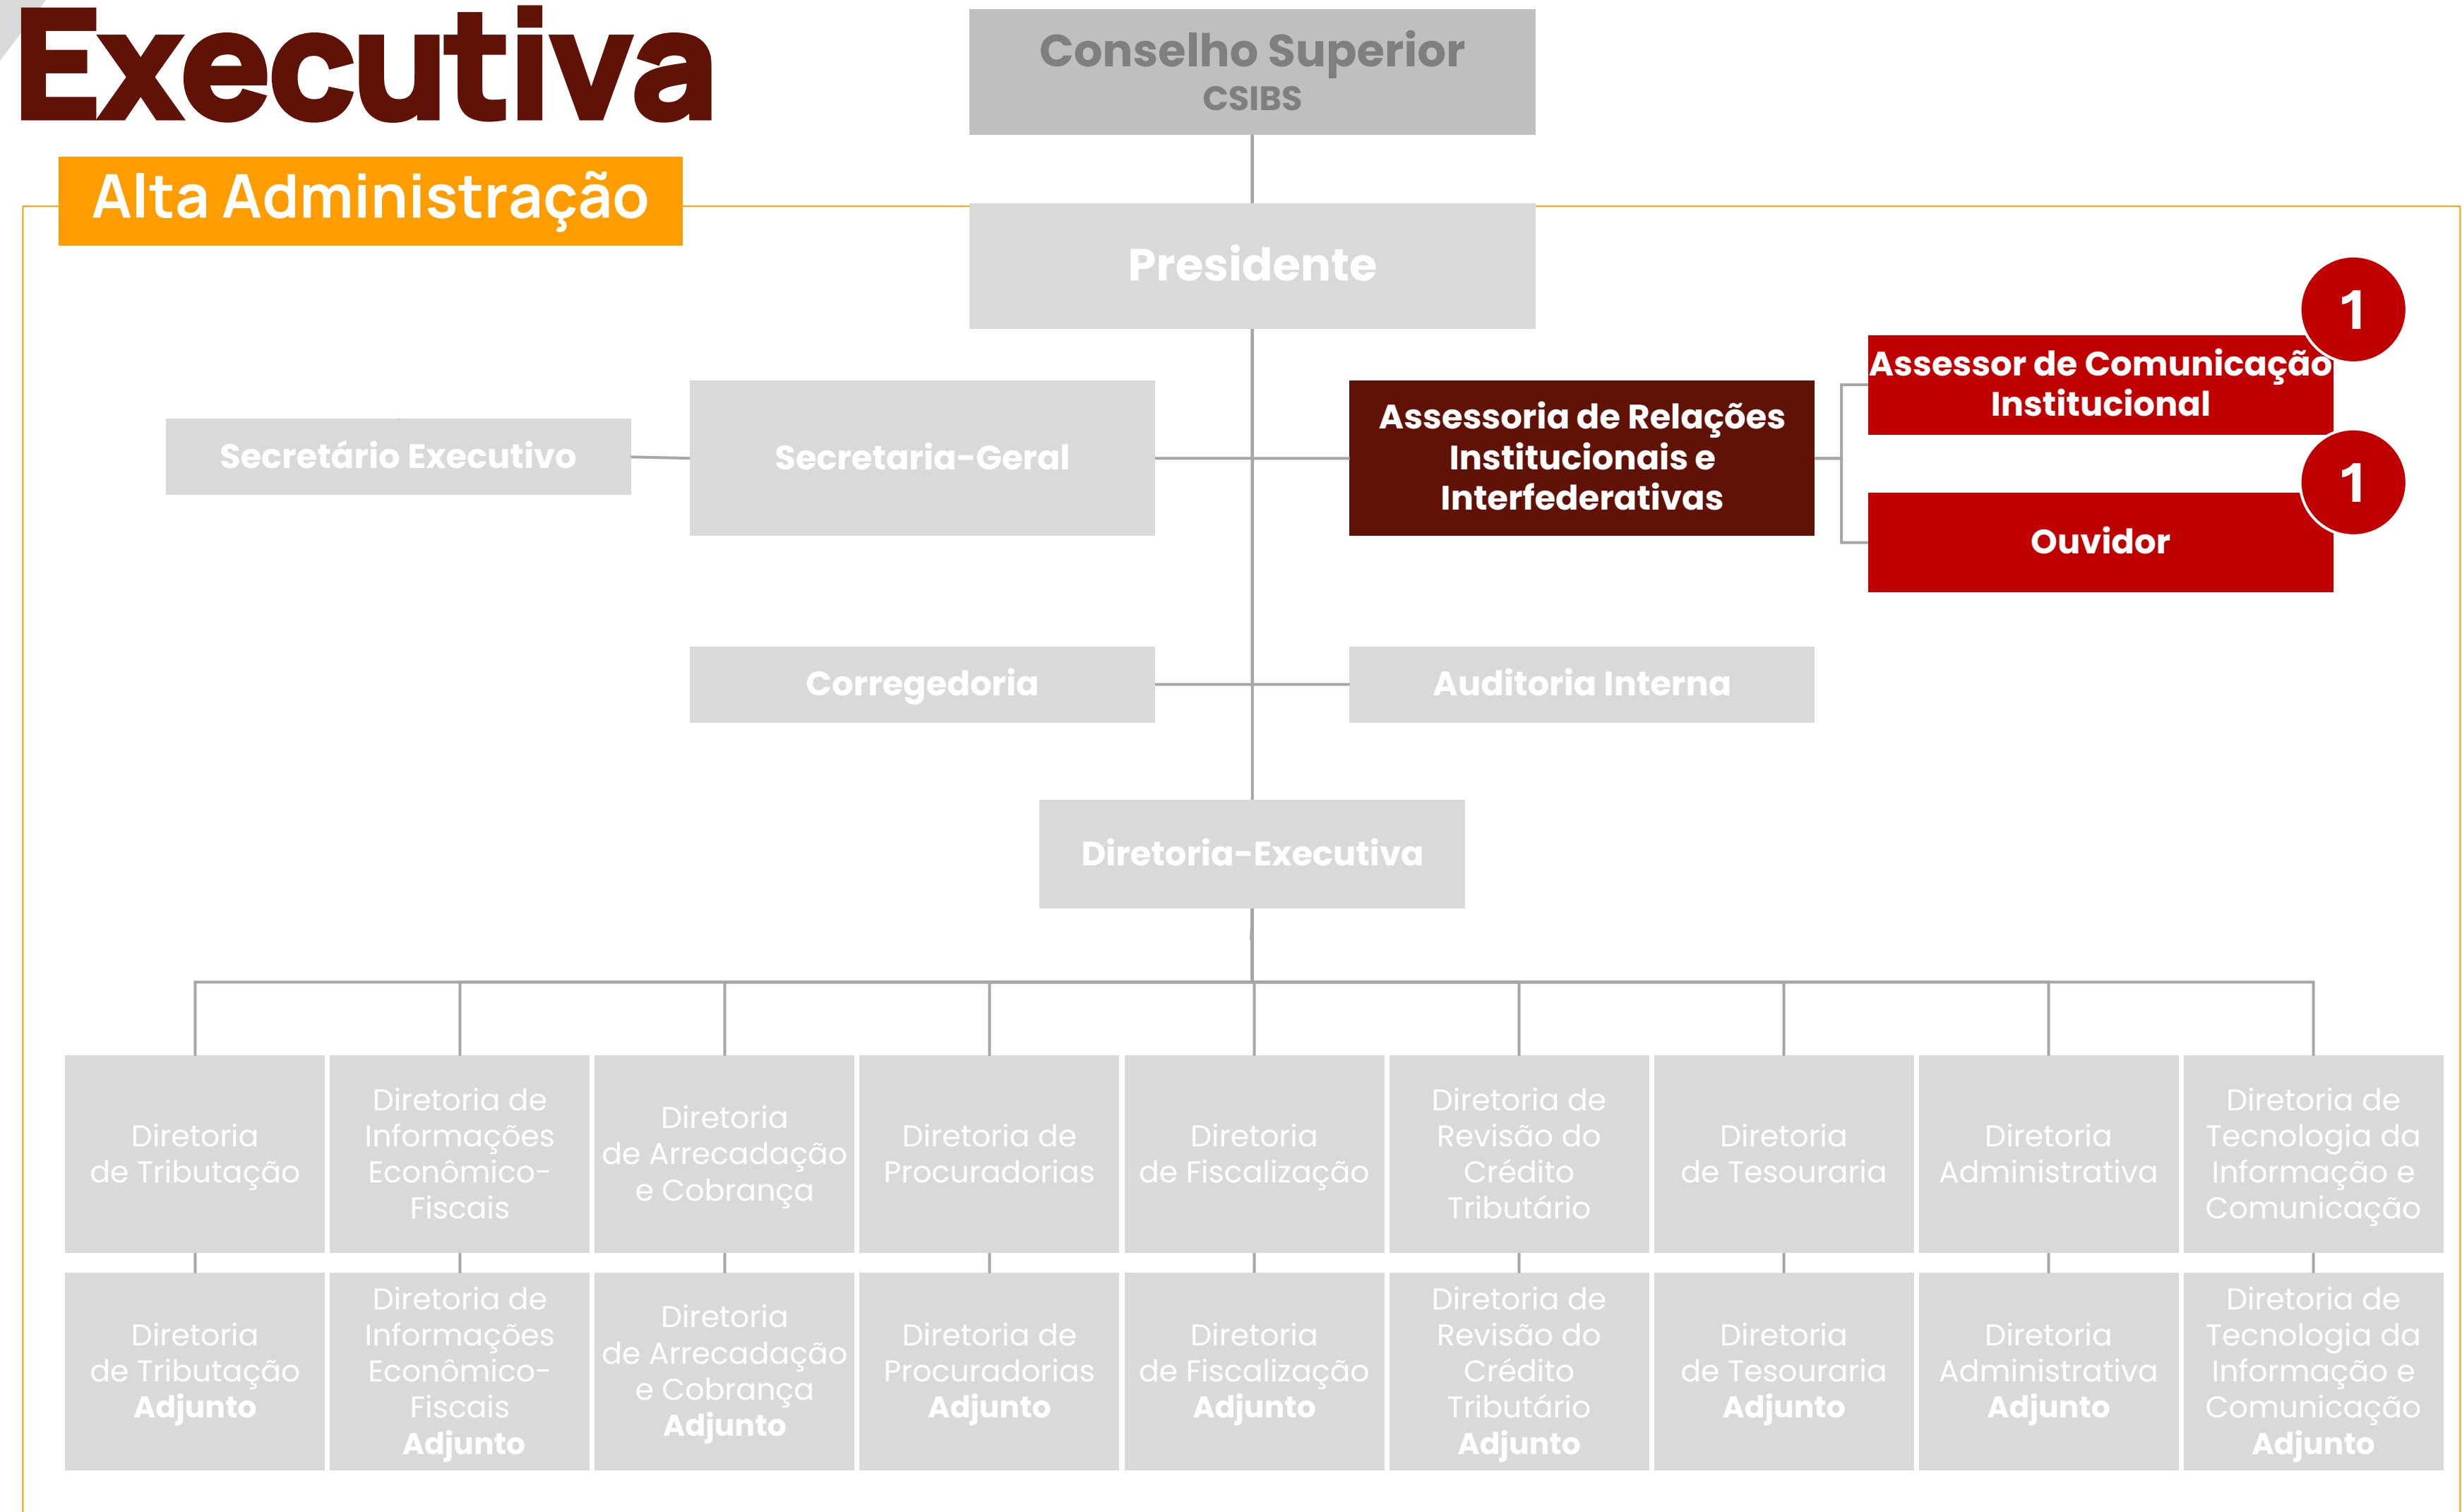 Executiva
Conselho Superior
CSIBS
Alta Administração
Presidente
1
Assessor de Comunicação
Institucional
Secretário Executivo
Secretaria-Geral
Assessoria de Relações
Institucionais e
Interfederativas
1
Ouvidor
Corregedoria
Auditoria Interna
Diretoria-Executiva
Diretoria
de Tributação
Diretoria de
Informações
Econômico-
Fiscais
Diretoria
de Arrecadação
e Cobrança
Diretoria de
Procuradorias
Diretoria
de Fiscalização
Diretoria de
Revisão do
Crédito
Tributário
Diretoria
de Tesouraria
Diretoria
Administrativa
Diretoria de
Tecnologia da
Informação e
Comunicação
Diretoria
de Tributação
Adjunto
Diretoria de
Informações
Econômico-
Fiscais
Adjunto
Diretoria
de Arrecadação
e Cobrança
Adjunto
Diretoria de
Procuradorias
Adjunto
Diretoria
de Fiscalização
Adjunto
Diretoria de
Revisão do
Crédito
Tributário
Adjunto
Diretoria
de Tesouraria
Adjunto
Diretoria
Administrativa
Adjunto
Diretoria de
Tecnologia da
Informação e
Comunicação
Adjunto